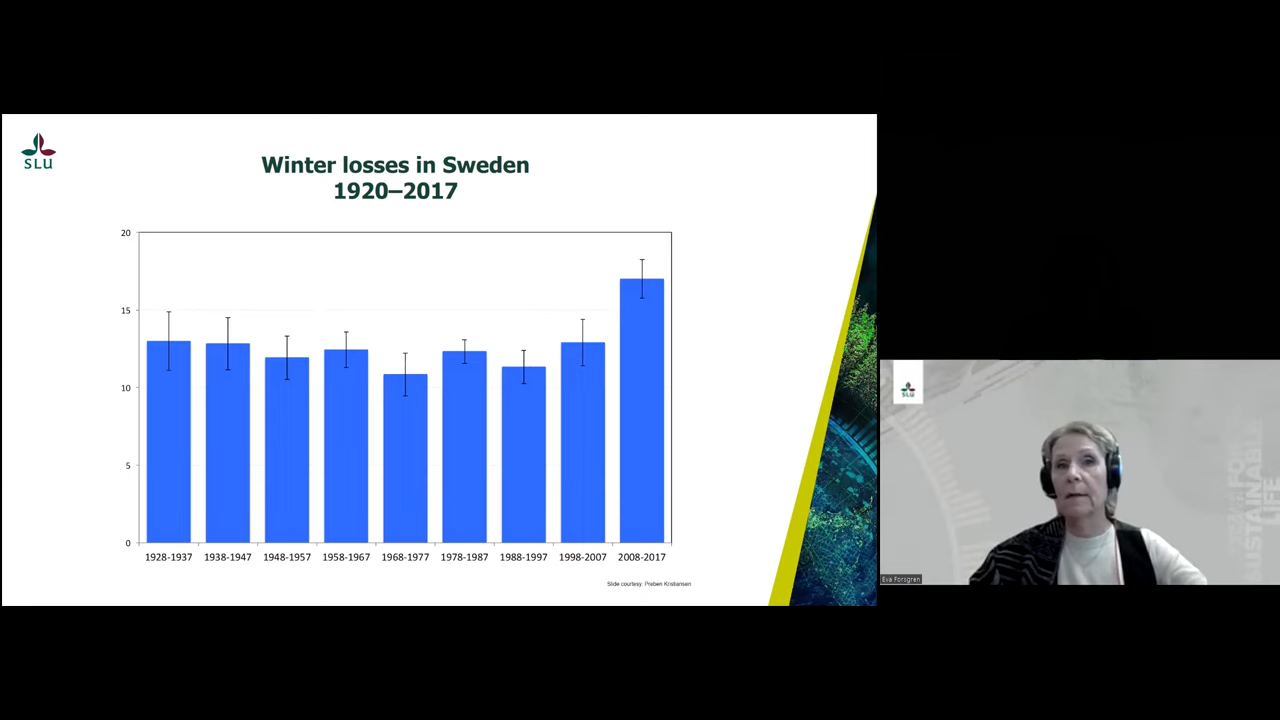 SLU
Winter losses in Sweden
1920–2017
20
15
10
5
0
1928-1937 1938-1947 1948-1957 1958-1967 1968-1977 1978-1987 1988-1997 1998-2007 2008-2017
Slide courtesy: Preben Kristiansen
SLU
LIFE
Eva Forsgren